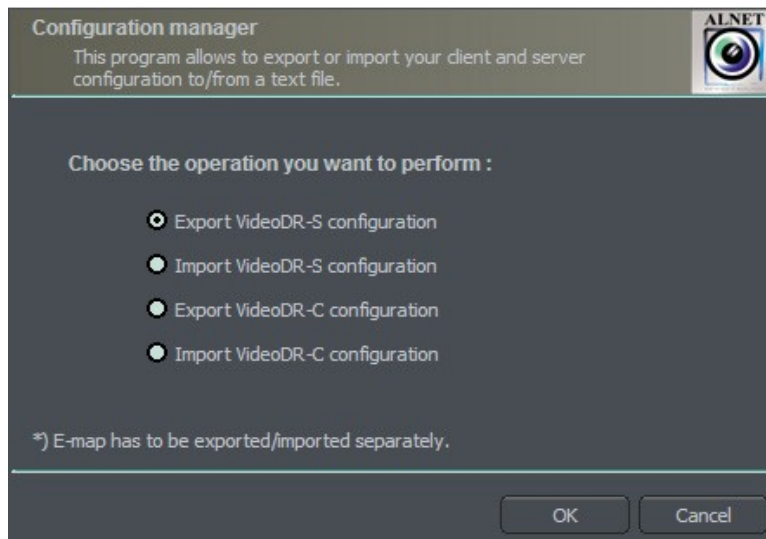 Configuration manager
This program allows to export or import your client and server
configuration to/from a text file.
ALNET
Choose the operation you want to perform :
Export VideoDR-S configuration
Import VideoDR-S configuration
Export VideoDR-C configuration
Import VideoDR-C configuration
*) E-map has to be exported/imported separately.
OK
Cancel